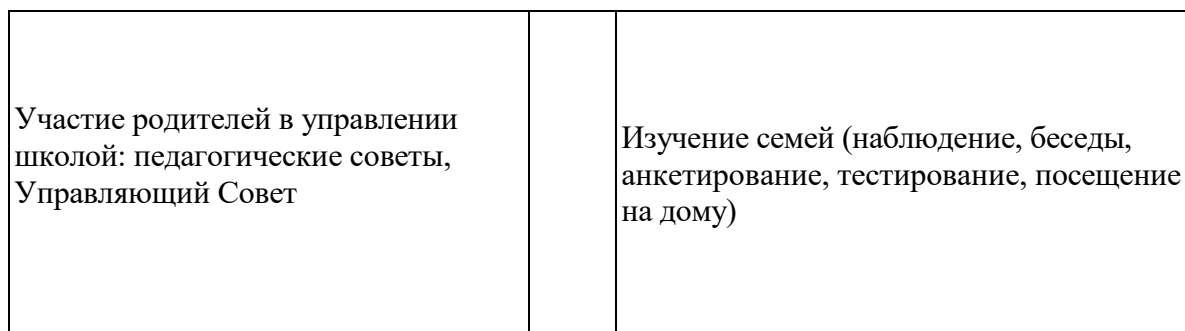 Участие родителей в управлении
школой: педагогические советы,
Управляющий Совет
Изучение семей (наблюдение, беседы,
анкетирование, тестирование, посещение
на дому)